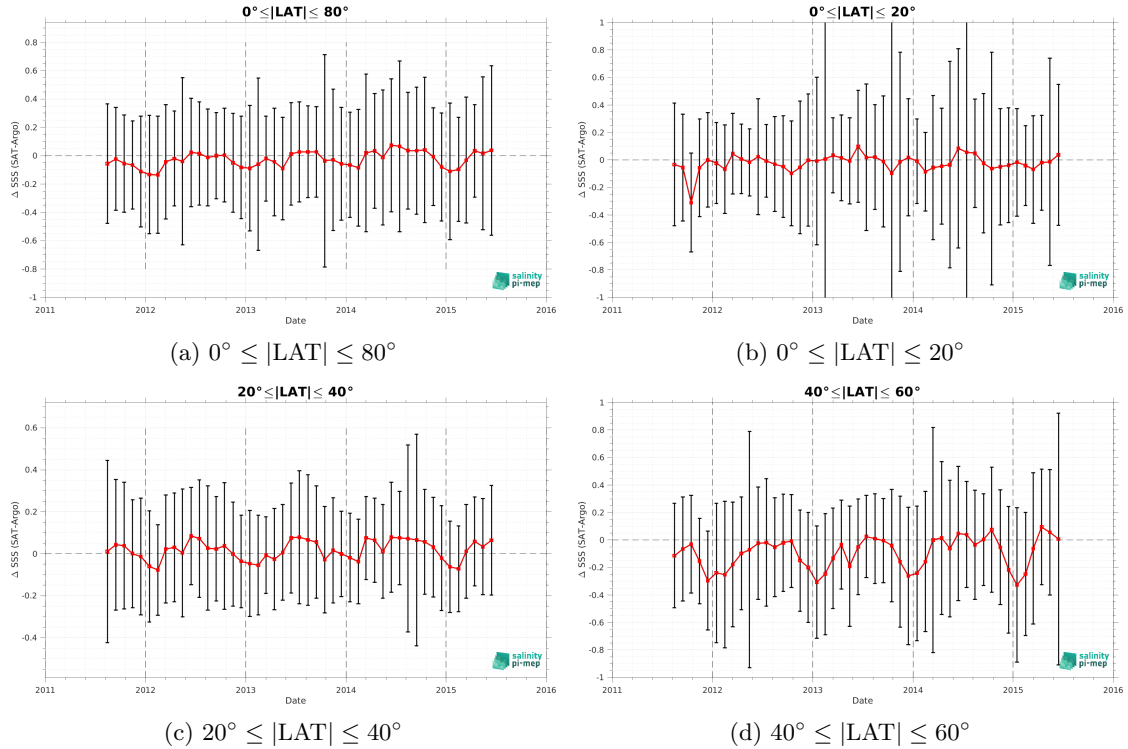 0°≤|LAT|≤ 80°
Δ SSS (SAT-Argo)
0.8
0.6
0.4
0.2
0
-0.2
-0.4
-0.6
-0.8
-1
2011
2012
2013
2014
2015
2016
Date
salinity
pi-mep
(a) 0° ≤ |LAT| ≤ 80°
0°≤|LAT|≤ 20°
Δ SSS (SAT-Argo)
1
0.8
0.6
0.4
0.2
0
-0.2
-0.4
-0.6
-0.8
-1
2011
2012
2013
2014
2015
2016
Date
salinity
pi-mep
(b) 0° ≤ |LAT| ≤ 20°
20°≤|LAT|≤ 40°
Δ SSS (SAT-Argo)
0.6
0.4
0.2
0
-0.2
-0.4
2011
2012
2013
2014
2015
2016
Date
salinity
pi-mep
(c) 20° ≤ |LAT| ≤ 40°
40°≤|LAT|≤ 60°
Δ SSS (SAT-Argo)
1
0.8
0.6
0.4
0.2
0
-0.2
-0.4
-0.6
-0.8
-1
2011
2012
2013
2014
2015
2016
Date
salinity
pi-mep
(d) 40° ≤ |LAT| ≤ 60°